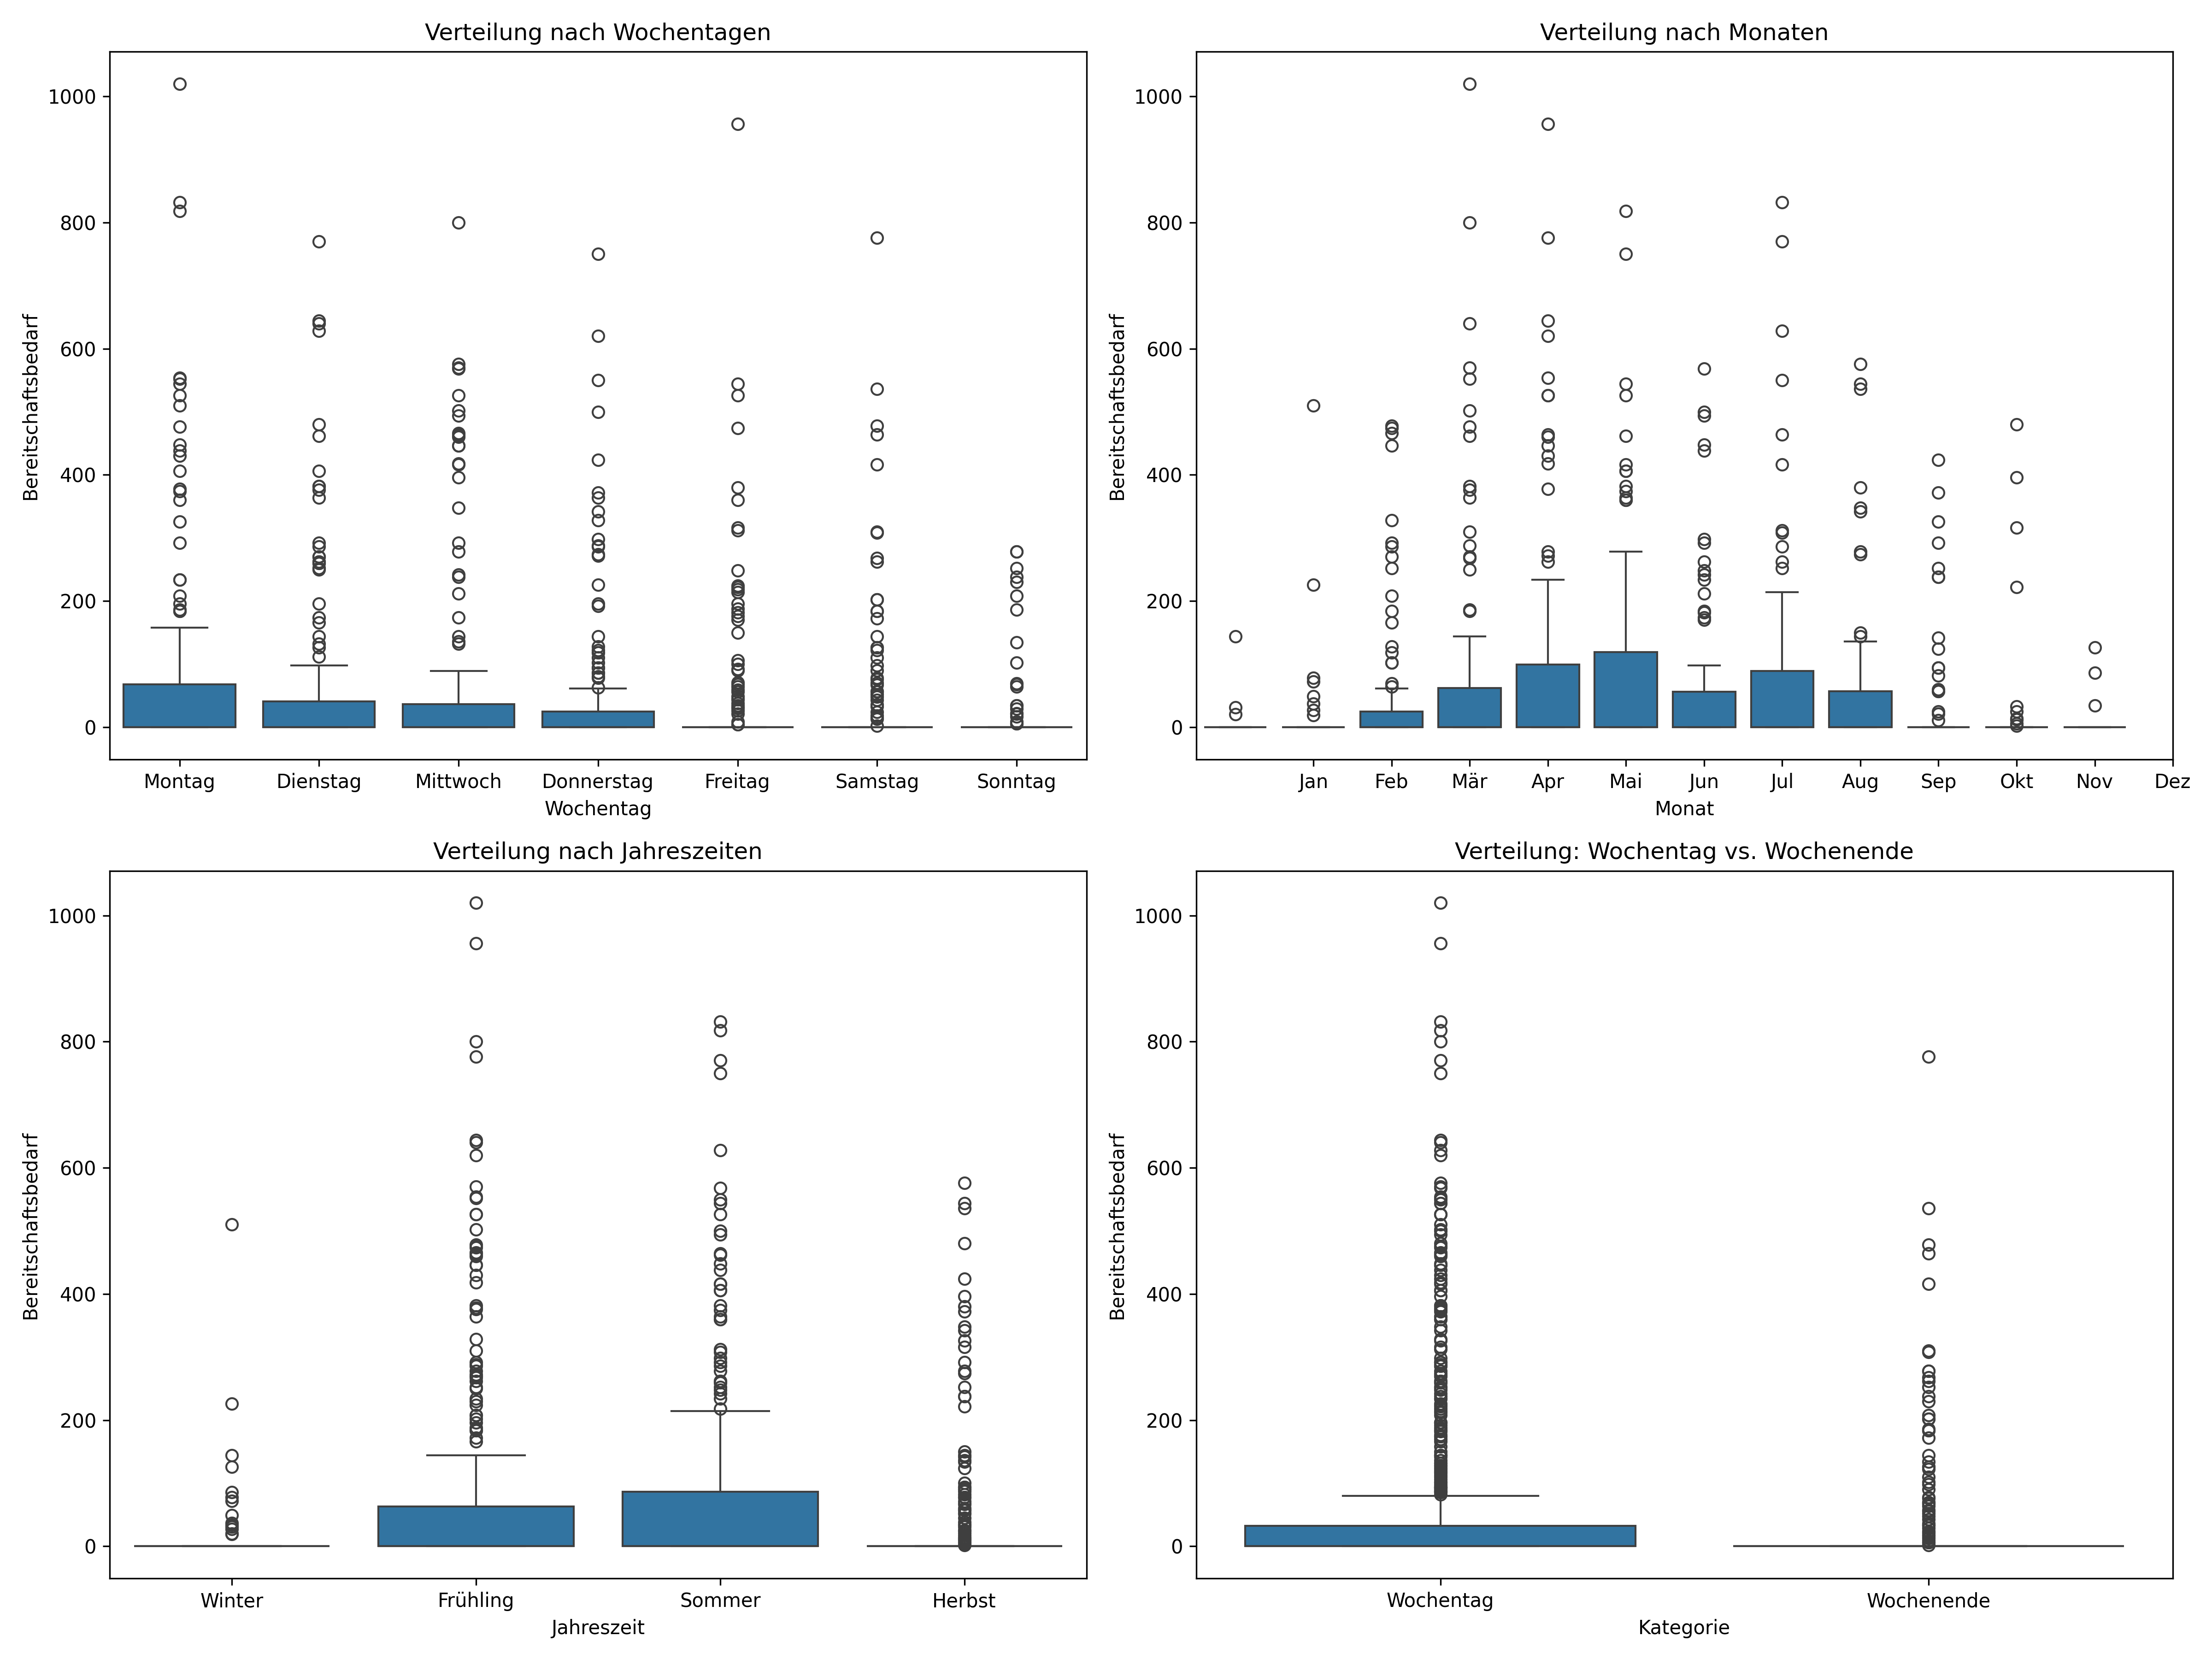 Verteilung nach Wochentagen
Bereitschaftsbedarf
1000
800
600
400
200
0
Montag Dienstag Mittwoch Donnerstag Freitag Samstag Sonntag
Wochentag
Verteilung nach Monaten
Bereitschaftsbedarf
1000
800
600
400
200
0
Jan Feb Mär Apr Mai Jun Jul Aug Sep Okt Nov Dez
Monat
Verteilung nach Jahreszeiten
Bereitschaftsbedarf
1000
800
600
400
200
0
Winter Frühling Sommer Herbst
Jahreszeit
Verteilung: Wochentag vs. Wochenende
Bereitschaftsbedarf
1000
800
600
400
200
0
Wochentag Wochenende
Kategorie